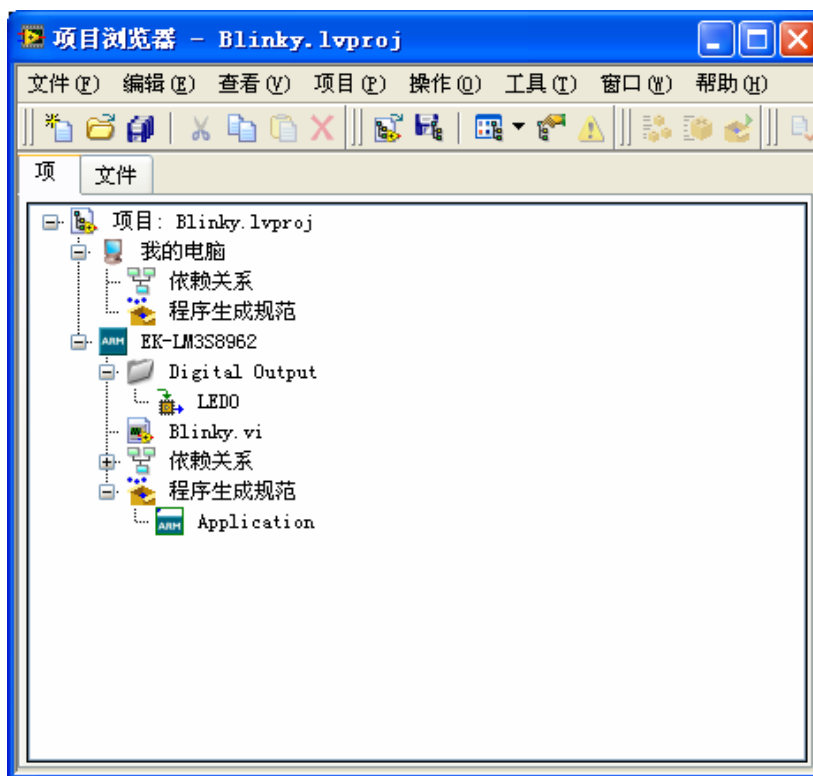 项目浏览器 - Blinky.lvproj
文件(F) 编辑(E) 查看(V) 项目(P) 操作(O) 工具(T) 窗口(W) 帮助(H)
项 文件
项目: Blinky.lvproj
我的电脑
依赖关系
程序生成规范
ARM EK-LM3S8962
Digital Output
LED0
Blinky.vi
依赖关系
程序生成规范
ARM Application